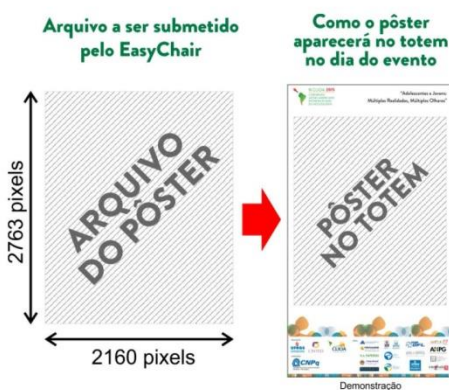 Arquivo a ser submetido
pelo EasyChair
2763 pixels
ARQUIVO
DO PÔSTER
2160 pixels
Como o pôster
aparecerá no totem
no dia do evento
"Adolescentes e Jovens:
Múltiplas Realidades, Múltiplos Olhares"
PÔSTER
NO TOTEM
CNPq
Demonstração